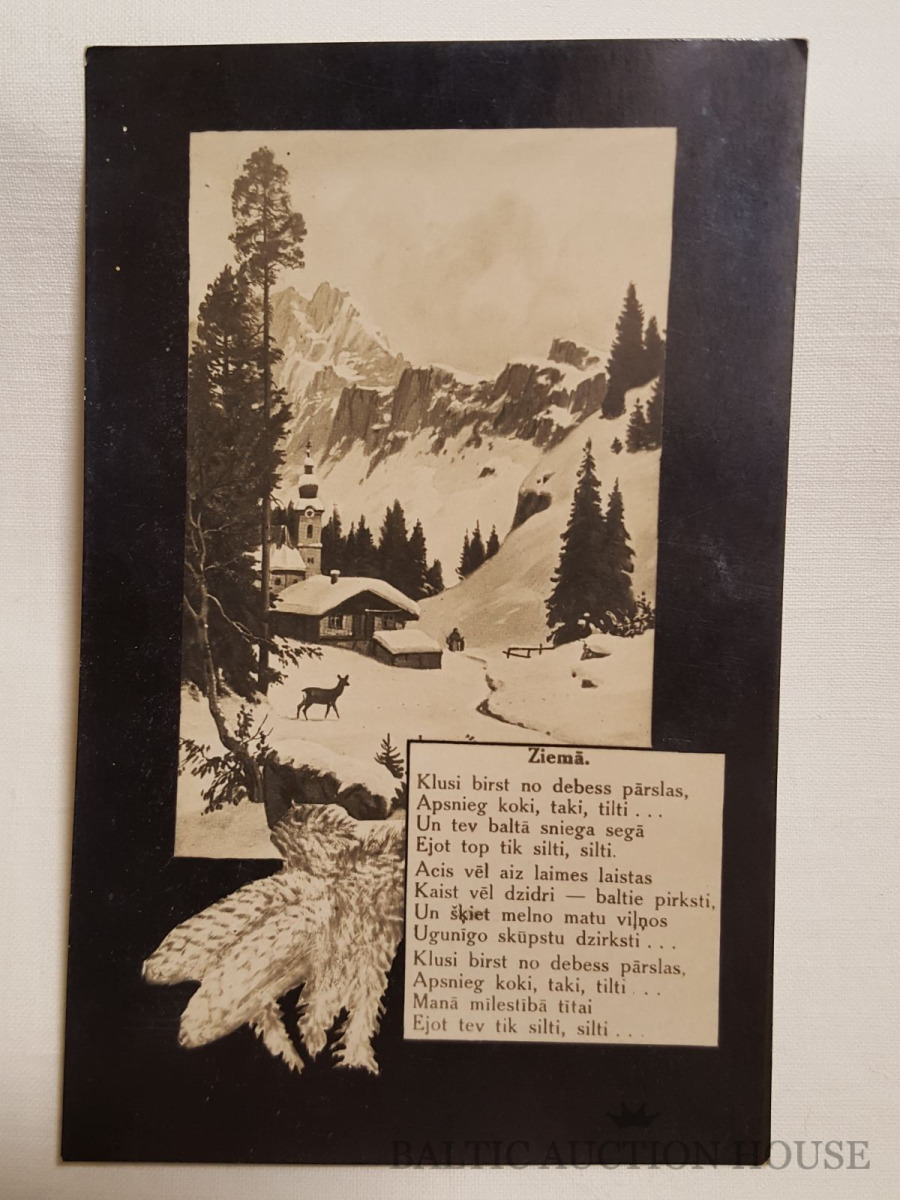 Ziemā.
Klusi birst no debess pārslas,
Apsnieg koki, taki, tilti . . .
Un tev baltā sniega segā
Ejot top tik silti, silti.
Acis vēl aiz laimes laistas
Kaist vēl dzidri — baltie pirksti,
Un šķiet melno matu viļņos
Ugunīgo skūpstu dzirksti . . .
Klusi birst no debess pārslas,
Apsnieg koki, taki, tilti . . .
Manā mīlestībā tītai
Ejot tev tik silti, silti . . .
BALTIC AUCTION HOUSE